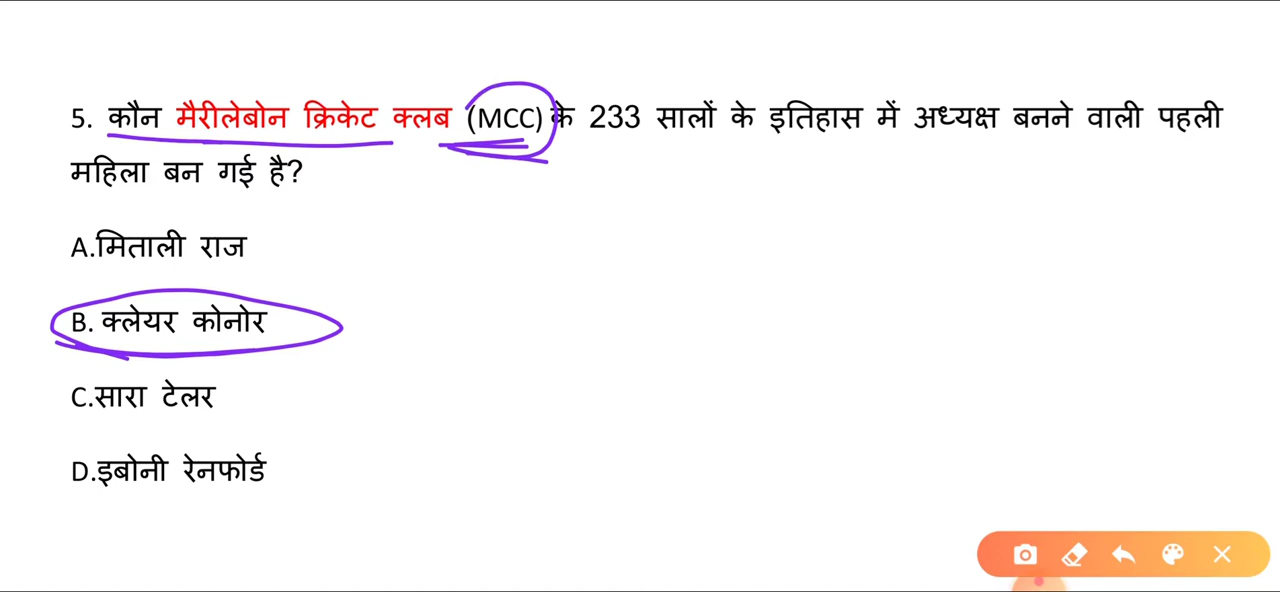 5. कौन मैरीलेबोन क्रिकेट क्लब (MCC) के 233 सालों के इतिहास में अध्यक्ष बनने वाली पहली
महिला बन गई है?
A.मिताली राज
B. क्लेयर कोनोर
C.सारा टेलर
D.इबोनी रेनफोर्ड